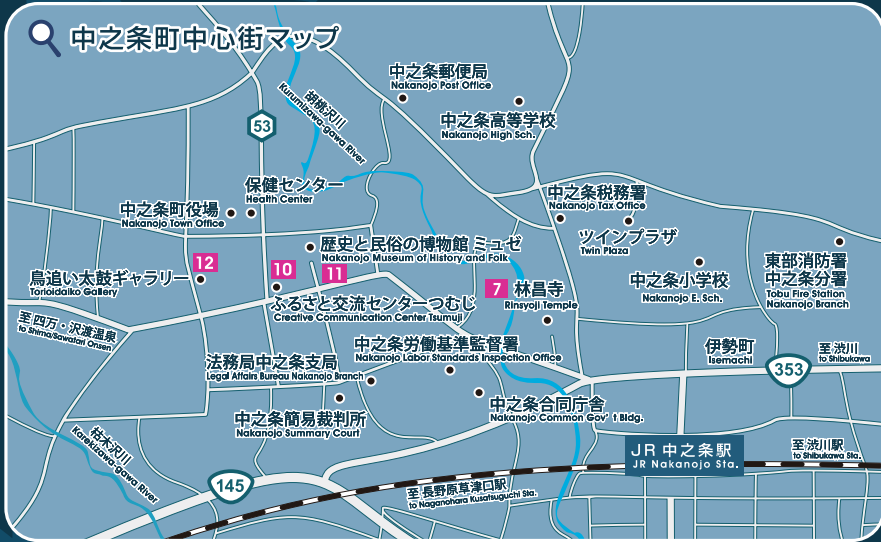 中之条町中心街マップ
中之条郵便局
Nakanojo Post Office
胡桃沢川
Kurumizawa-gawa River
中之条高等学校
Nakanojo High Sch.
53
保健センター
Health Center
中之条町役場
Nakanojo Town Office
中之条税務署
Nakanojo Tax Office
ツインプラザ
Twin Plaza
歴史と民俗の博物館 ミュゼ
Nakanojo Museum of History and Folk
12
10
11
鳥追い太鼓ギャラリー
Torioidaiko Gallery
ふるさと交流センターつむじ
Creative Communication Center Tsumuji
7
林昌寺
Rinsyoji Temple
中之条小学校
Nakanojo E. Sch.
東部消防署
中之条分署
Tobu Fire Station
Nakanojo Branch
至 四万・沢渡温泉
to Shima/Sawatari Onsen
中之条労働基準監督署
Nakanojo Labor Standards Inspection Office
法務局中之条支局
Legal Affairs Bureau Nakanojo Branch
伊勢町
Isemachi
至 渋川
to Shibukawa
353
中之条簡易裁判所
Nakanojo Summary Court
中之条合同庁舎
Nakanojo Common Gov't Bldg.
枯木沢川
Karekizawa-gawa River
JR 中之条駅
JR Nakanojo Sta.
至 渋川駅
to Shibukawa Sta.
145
至 長野原草津口駅
to Naganohara Kusatsuguchi Sta.